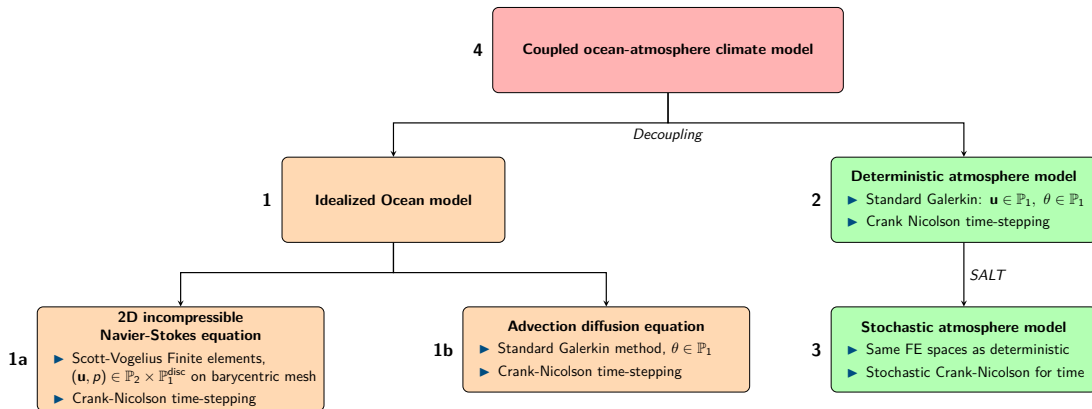 4
Coupled ocean-atmosphere climate model
Decoupling
1
Idealized Ocean model
2
Deterministic atmosphere model
► Standard Galerkin: u ∈ ℙ₁, θ ∈ ℙ₁
► Crank Nicolson time-stepping
SALT
1a
2D incompressible
Navier-Stokes equation
► Scott-Vogelius Finite elements,
(u, p) ∈ ℙ₂ × ℙ₁ᵈⁱˢᶜ on barycentric mesh
► Crank-Nicolson time-stepping
1b
Advection diffusion equation
► Standard Galerkin method, θ ∈ ℙ₁
► Crank-Nicolson time-stepping
3
Stochastic atmosphere model
► Same FE spaces as deterministic
► Stochastic Crank-Nicolson for time